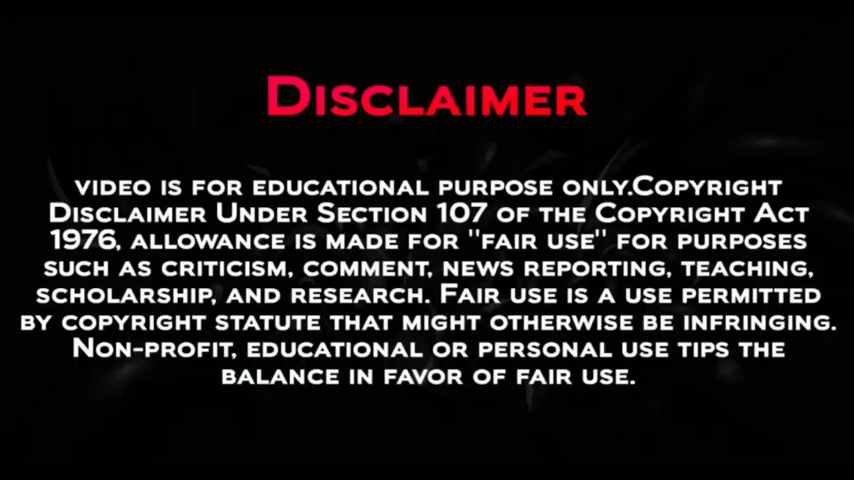 Disclaimer
video is for educational purpose only.Copyright
Disclaimer Under Section 107 of the Copyright Act
1976, allowance is made for "fair use" for purposes
such as criticism, comment, news reporting, teaching,
scholarship, and research. Fair use is a use permitted
by copyright statute that might otherwise be infringing.
Non-profit, educational or personal use tips the
balance in favor of fair use.